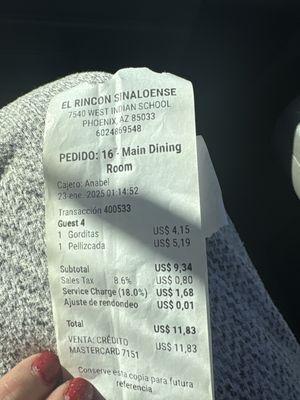 EL RINCON SINALOENSE
7540 WEST INDIAN SCHOOL
PHOENIX, AZ 85033
6024869548
PEDIDO: 16 - Main Dining
Room
Cajero: Anabel
23 ene. 2025 01:14:52
Transacción 400533
Guest 4
1 Gorditas US$ 4,15
1 Pellizcada US$ 5,19
Subtotal US$ 9,34
Sales Tax 8.6% US$ 0,80
Service Charge (18.0%) US$ 1,68
Ajuste de rendondeo US$ 0,01
Total US$ 11,83
VENTA: CRÉDITO US$ 11,83
MASTERCARD 7151
Conserve esta copia para futura
referencia